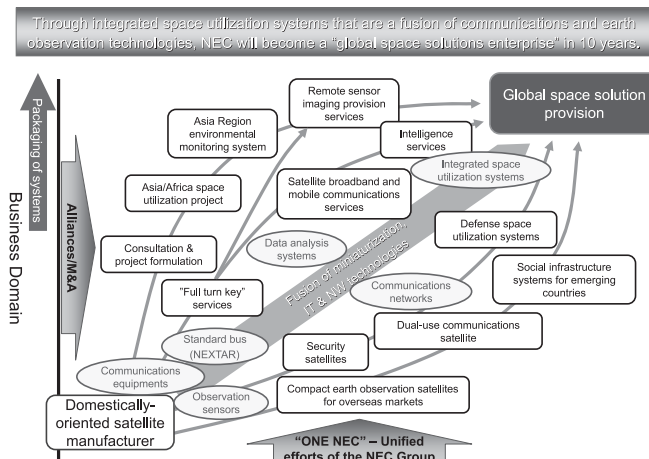 Through integrated space utilization systems that are a fusion of communications and earth
observation technologies, NEC will become a "global space solutions enterprise" in 10 years.
Business Domain
Packaging of systems
Alliances/M&A
Remote sensor
imaging provision
services
Global space solution
provision
Asia Region
environmental
monitoring system
Intelligence
services
Integrated space
utilization systems
Asia/Africa space
utilization project
Satellite broadband and
mobile communications
services
Defense space
utilization systems
Consultation &
project formulation
Data analysis
systems
Fusion of miniaturization,
IT & NW technologies
Social infrastructure
systems for emerging
countries
"Full turn key"
services
Communications
networks
Dual-use communications
satellite
Standard bus
(NEXTAR)
Security
satellites
Communications
equipments
Observation
sensors
Compact earth observation satellites
for overseas markets
Domestically-
oriented satellite
manufacturer
"ONE NEC" – Unified
efforts of the NEC Group